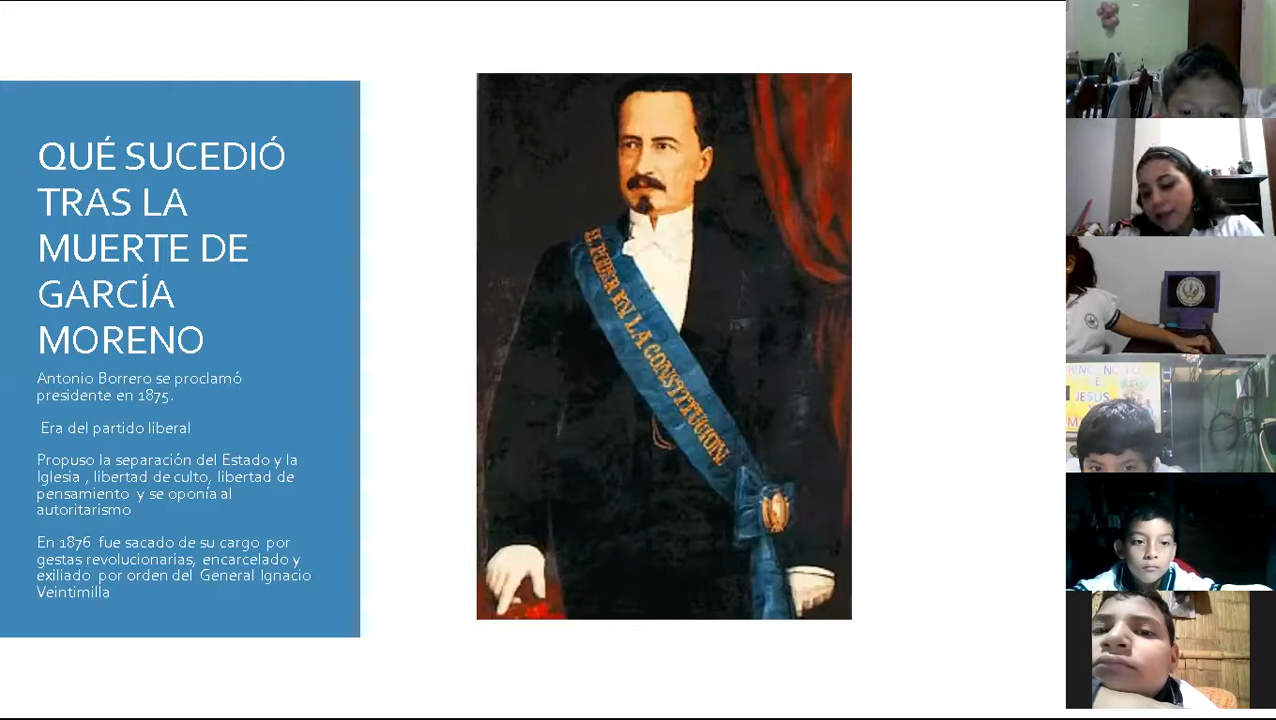 QUÉ SUCEDIÓ
TRAS LA
MUERTE DE
GARCÍA
MORENO
Antonio Borrero se proclamó
presidente en 1875.
Era del partido liberal
Propuso la separación del Estado y la
Iglesia , libertad de culto, libertad de
pensamiento y se oponía al
autoritarismo
En 1876 fue sacado de su cargo por
gestas revolucionarias, encarcelado y
exiliado por orden del General Ignacio
Veintimilla
EL PODER EN LA CONSTITUCION
JESUS